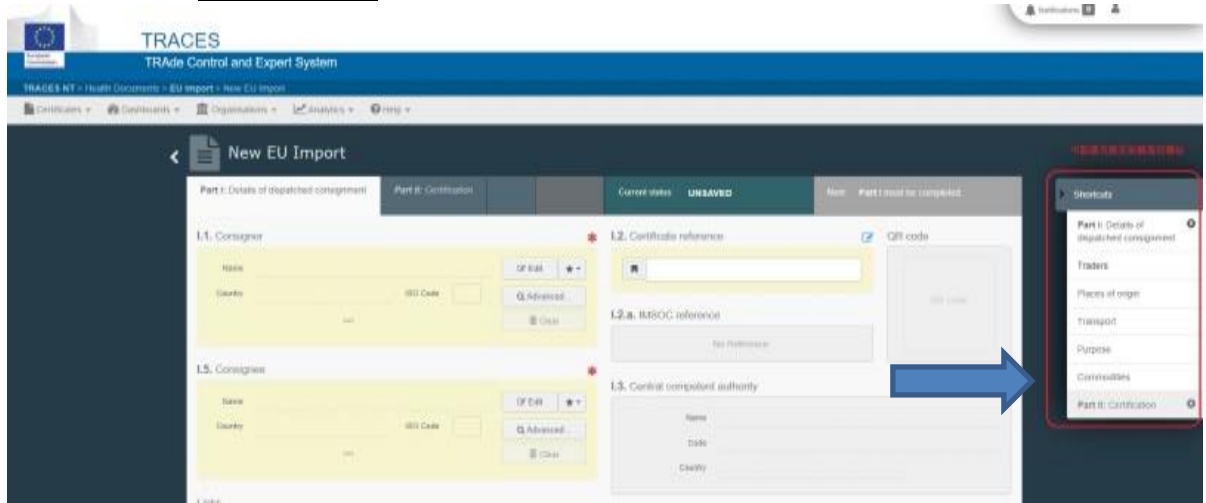 Notifications 0
TRACES
TRAde Control and Expert System
TRACES NT > Health Documents > EU Import > New EU Import
Certificates Dashboards Organisations Analytics Help
New EU Import
Part I: Details of dispatched consignment
Part II: Certification
Current status UNSAVED
Next Part I must be completed.
I.1. Consignor
Name
Country
ISO Code
Edit
Advanced
Clear
I.2. Certificate reference
QR code
I.2.a. IMSOC reference
No Reference
I.5. Consignee
Name
Country
ISO Code
Edit
Advanced
Clear
I.3. Central competent authority
Name
Code
Country
Shortcuts
Part I: Details of
dispatched consignment
Traders
Places of origin
Transport
Purpose
Commodities
Part II: Certification